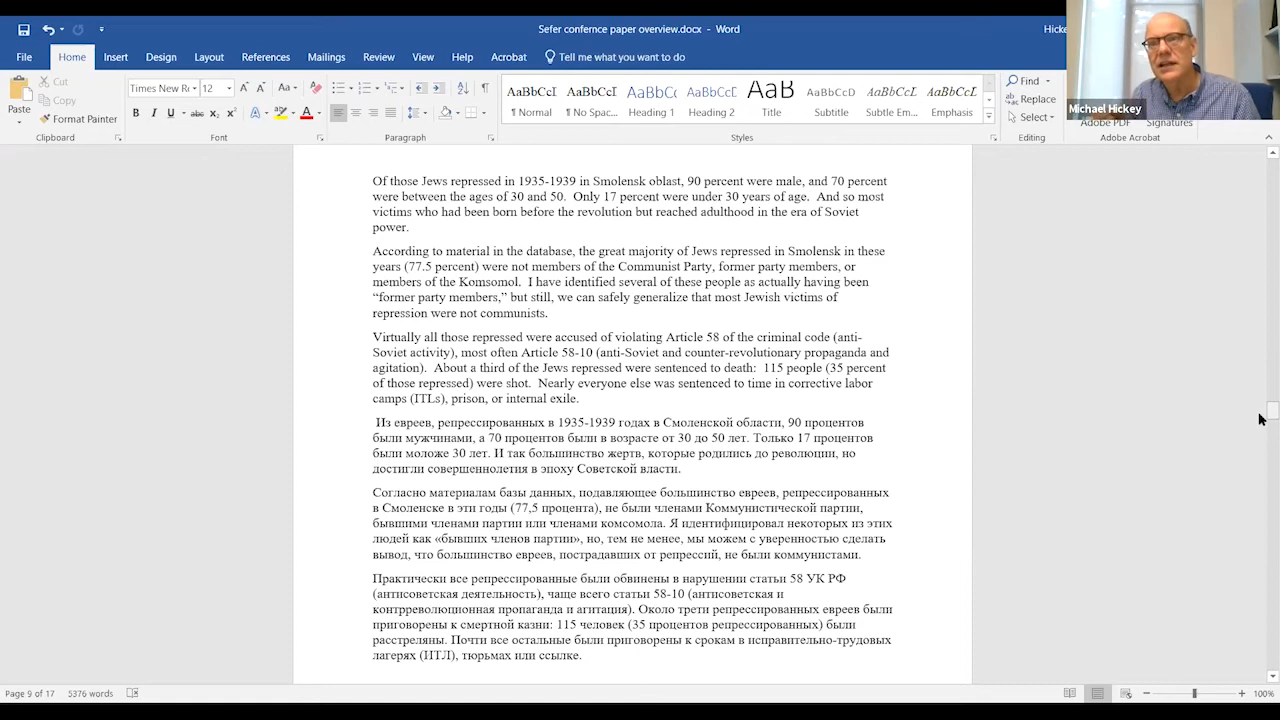 Sefer confernce paper overview.docx - Word
Hicke
File Home Insert Design Layout References Mailings Review View Help Acrobat Tell me what you want to do
Cut
Copy
Format Painter
Paste
Clipboard
Times New Ro 12
Font
Paragraph
AaBbCcI AaBbCcI AaBbC( AaBbCcI AaB AaBbCcD AaBbCcI AaBbCcI
¶ Normal ¶ No Spac... Heading 1 Heading 2 Title Subtitle Subtle Em... Emphasis
Styles
Find
Replace
Select
Editing
Michael Hickey
Adobe PDF Signatures
Adobe Acrobat
Of those Jews repressed in 1935-1939 in Smolensk oblast, 90 percent were male, and 70 percent
were between the ages of 30 and 50. Only 17 percent were under 30 years of age. And so most
victims who had been born before the revolution but reached adulthood in the era of Soviet
power.
According to material in the database, the great majority of Jews repressed in Smolensk in these
years (77.5 percent) were not members of the Communist Party, former party members, or
members of the Komsomol. I have identified several of these people as actually having been
“former party members,” but still, we can safely generalize that most Jewish victims of
repression were not communists.
Virtually all those repressed were accused of violating Article 58 of the criminal code (anti-
Soviet activity), most often Article 58-10 (anti-Soviet and counter-revolutionary propaganda and
agitation). About a third of the Jews repressed were sentenced to death: 115 people (35 percent
of those repressed) were shot. Nearly everyone else was sentenced to time in corrective labor
camps (ITLs), prison, or internal exile.
Из евреев, репрессированных в 1935-1939 годах в Смоленской области, 90 процентов
были мужчинами, а 70 процентов были в возрасте от 30 до 50 лет. Только 17 процентов
были моложе 30 лет. И так большинство жертв, которые родились до революции, но
достигли совершеннолетия в эпоху Советской власти.
Согласно материалам базы данных, подавляющее большинство евреев, репрессированных
в Смоленске в эти годы (77,5 процента), не были членами Коммунистической партии,
бывшими членами партии или членами комсомола. Я идентифицировал некоторых из этих
людей как «бывших членов партии», но, тем не менее, мы можем с уверенностью сделать
вывод, что большинство евреев, пострадавших от репрессий, не были коммунистами.
Практически все репрессированные были обвинены в нарушении статьи 58 УК РФ
(антисоветская деятельность), чаще всего статьи 58-10 (антисоветская и
контрреволюционная пропаганда и агитация). Около трети репрессированных евреев были
приговорены к смертной казни: 115 человек (35 процентов репрессированных) были
расстреляны. Почти все остальные были приговорены к срокам в исправительно-трудовых
лагерях (ИТЛ), тюрьмах или ссылке.
Page 9 of 17 5376 words 100%